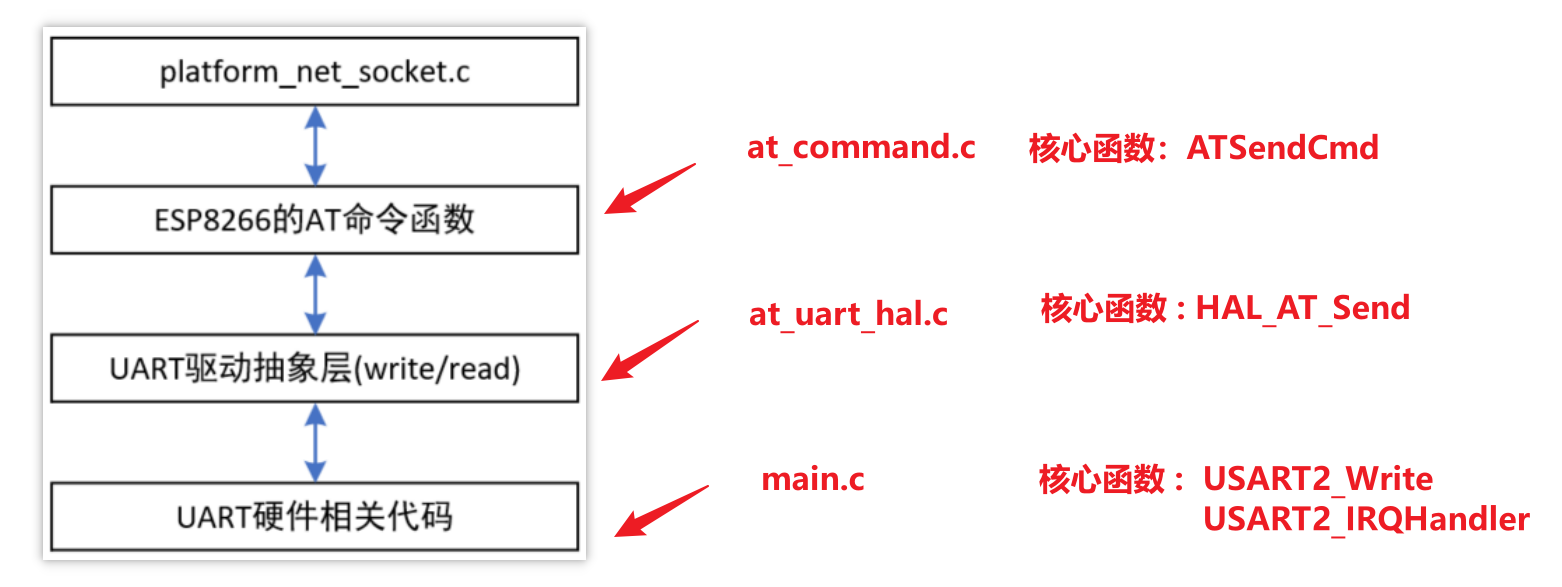 platform_net_socket.c
at_command.c 核心函数：ATSendCmd
ESP8266的AT命令函数
at_uart_hal.c 核心函数 : HAL_AT_Send
UART驱动抽象层(write/read)
main.c 核心函数 : USART2_Write
USART2_IRQHandler
UART硬件相关代码